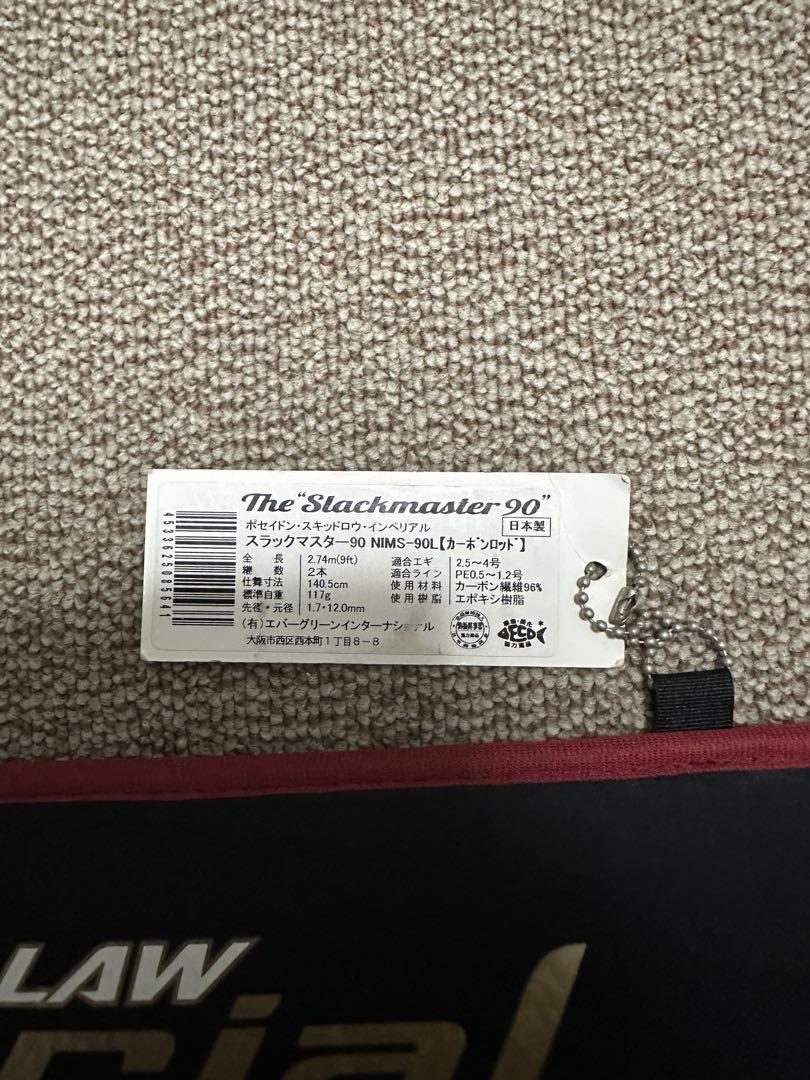 The "Slackmaster 90"
ポセイドン・スキッドロウ・インペリアル
日本製
スラックマスター90 NIMS-90L【カーボンロッド】
全長 2.74m(9ft)
継数 2本
仕舞寸法 140.5cm
標準自重 117g
先径・元径 1.7・12.0mm
適合エギ 2.5~4号
適合ライン PE0.5~1.2号
使用材料 カーボン繊維96%
使用樹脂 エポキシ樹脂
(有)エバーグリーンインターナショナル
大阪市西区西本町1丁目8-8
4533625085641
ECO
協力商品
LAW
rial